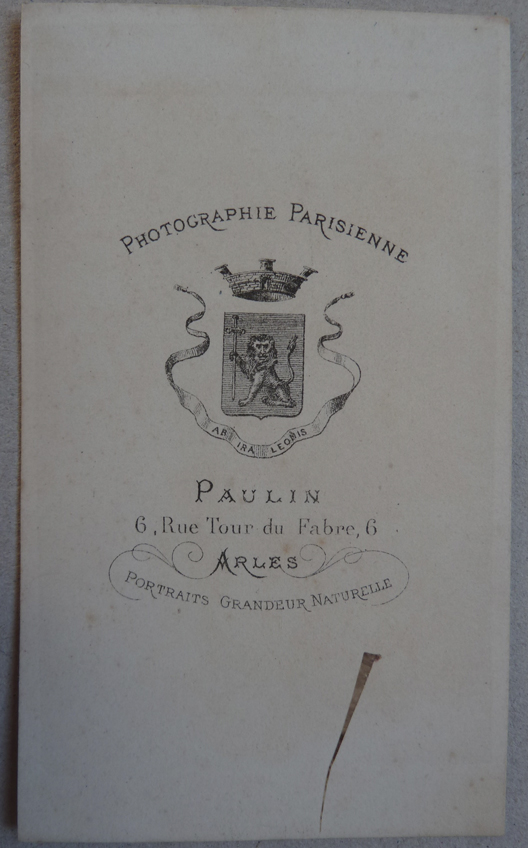 PHOTOGRAPHIE PARISIENNE
AB IRA LEONIS
PAULIN
6, Rue Tour du Fabre, 6
ARLES
PORTRAITS GRANDEUR NATURELLE